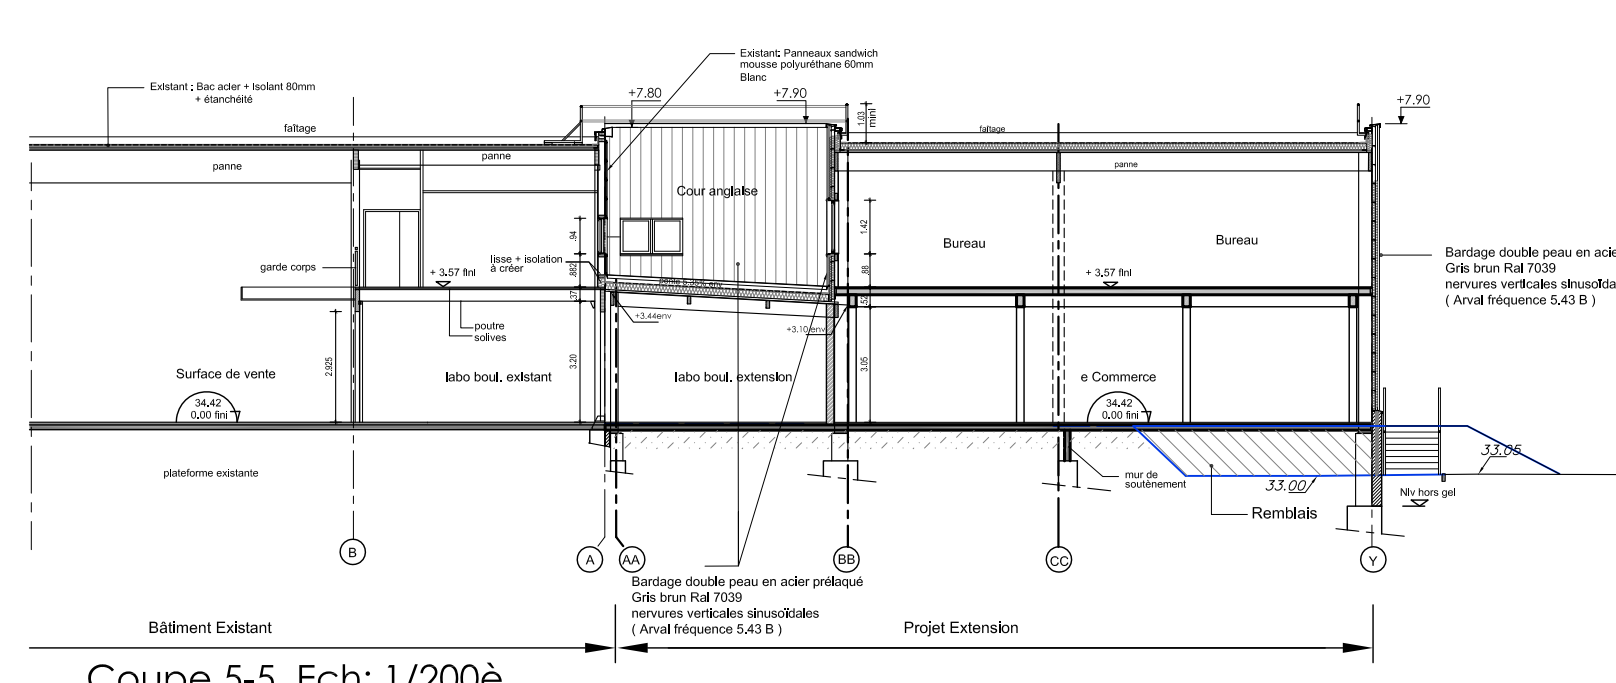 Existant: Panneaux sandwich
mousse polyuréthane 60mm
Blanc
Existant : Bac acier + isolant 80mm
+ étanchéité
+7.80
+7.90
1.03
mini
+7.90
faîtage
faîtage
panne
panne
panne
Cour anglaise
.94
1.42
Bureau
Bureau
Bardage double peau en acie
Gris brun Ral 7039
nervures verticales sinusoïda
( Arval fréquence 5.43 B )
garde corps
lisse + isolation
à créer
+ 3.57 fini
.882
.88
+ 3.57 fini
.37
.52
+3.44env
+3.10 env
poutre
solives
2.925
3.20
3.05
Surface de vente
labo boul. existant
labo boul. extension
e Commerce
34.42
0.00 fini
34.42
0.00 fini
plateforme existante
mur de
soutènement
33.00
33.05
Niv hors gel
Remblais
B
A
AA
BB
CC
Y
Bardage double peau en acier prélaqué
Gris brun Ral 7039
nervures verticales sinusoïdales
( Arval fréquence 5.43 B )
Bâtiment Existant
Projet Extension
Coupe 5-5 Ech: 1/200è